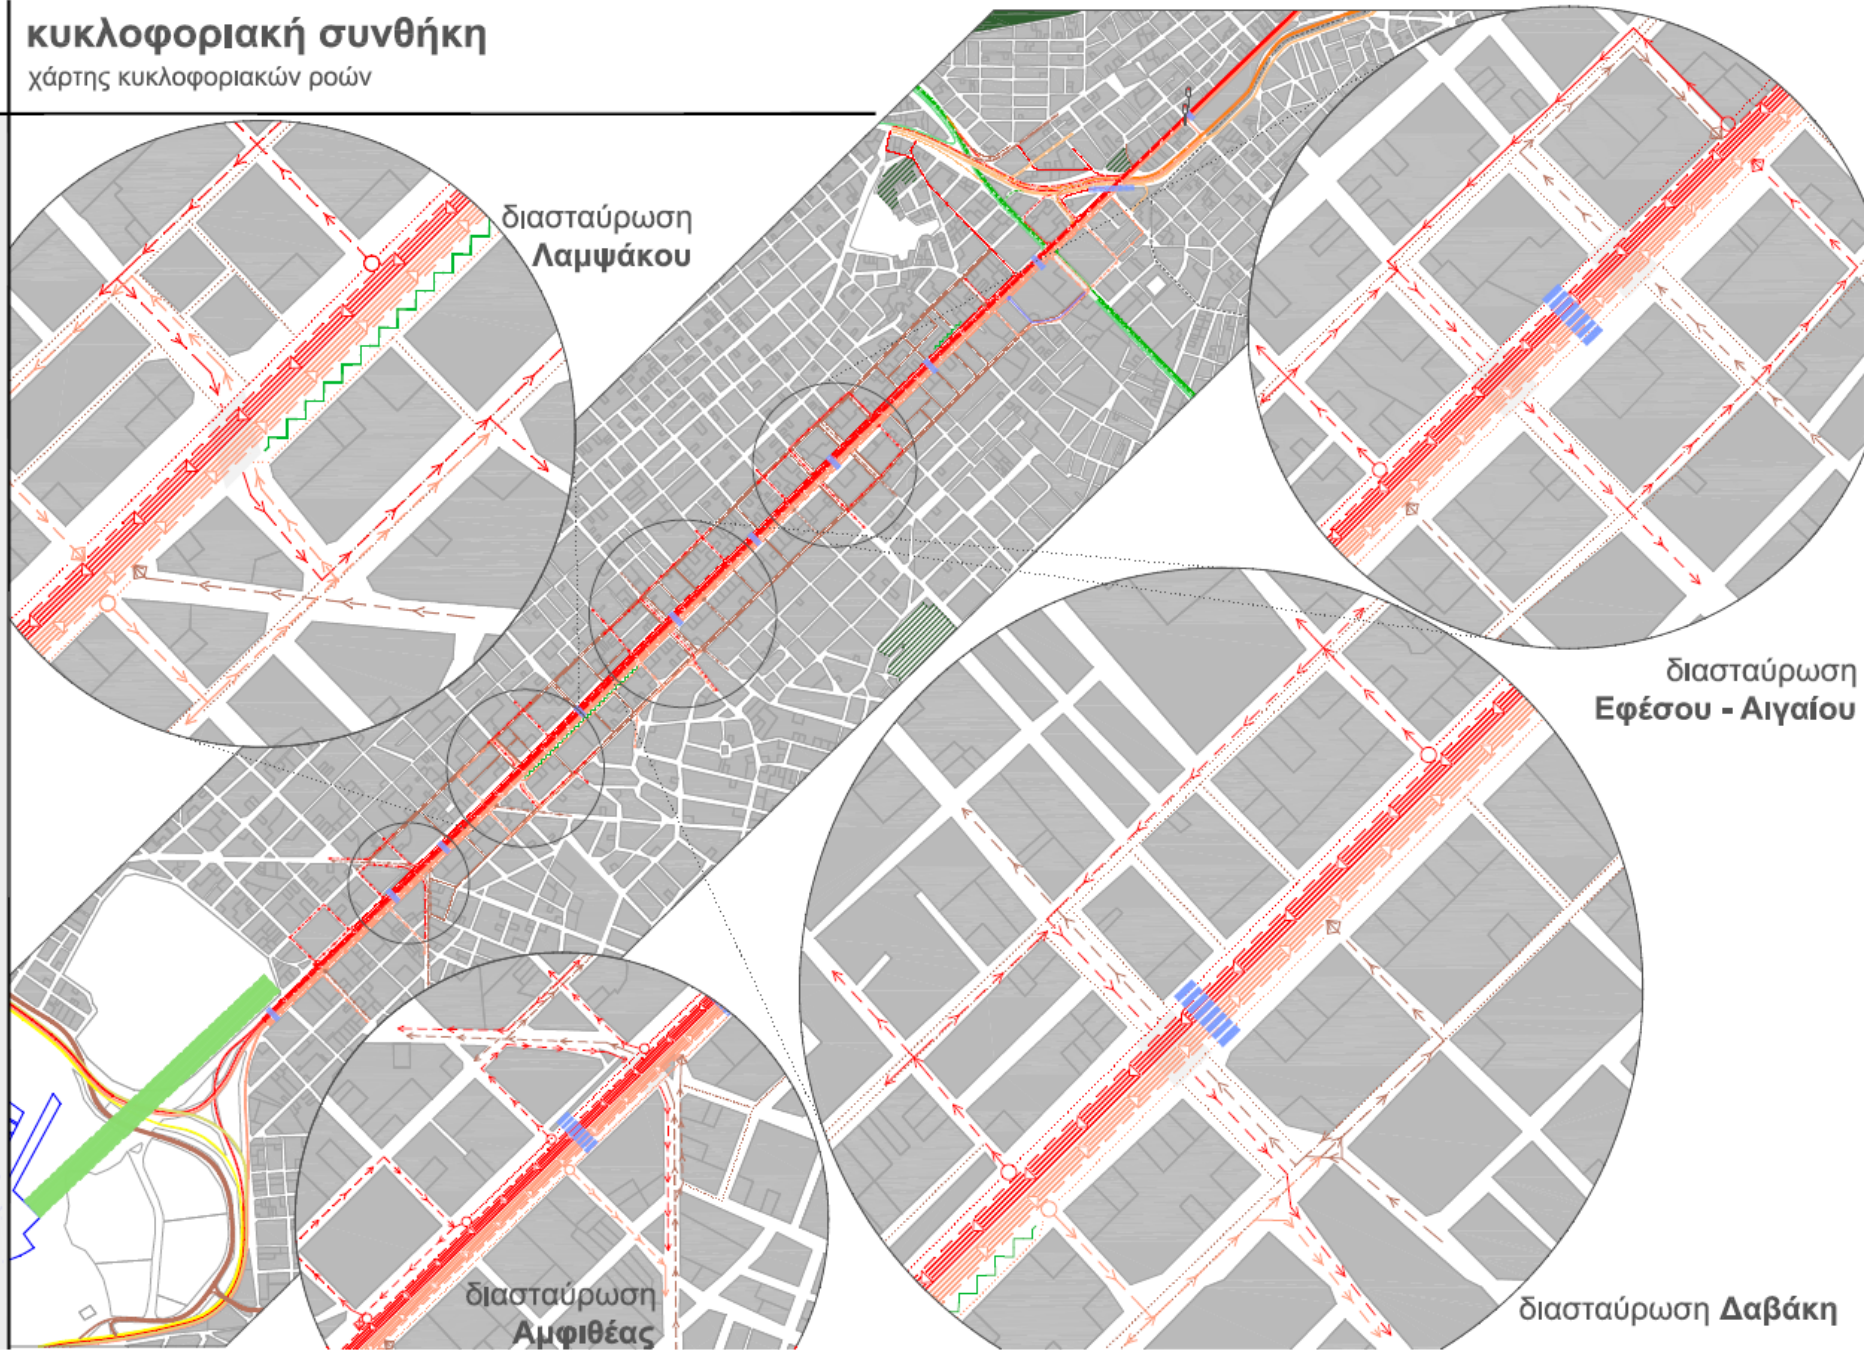 κυκλοφοριακή συνθήκη
χάρτης κυκλοφοριακών ροών
διασταύρωση
Λαμψάκου
διασταύρωση
Εφέσου - Αιγαίου
διασταύρωση
Αμφιθέας
διασταύρωση Δαβάκη